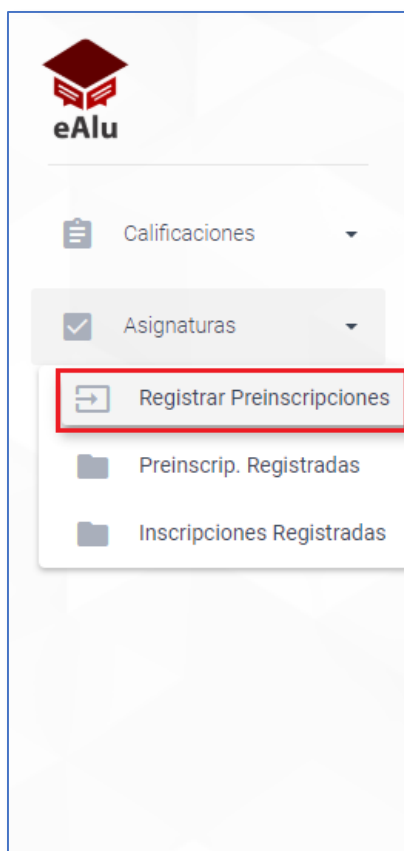 eAlu
Calificaciones
Asignaturas
Registrar Preinscripciones
Preinscrip. Registradas
Inscripciones Registradas